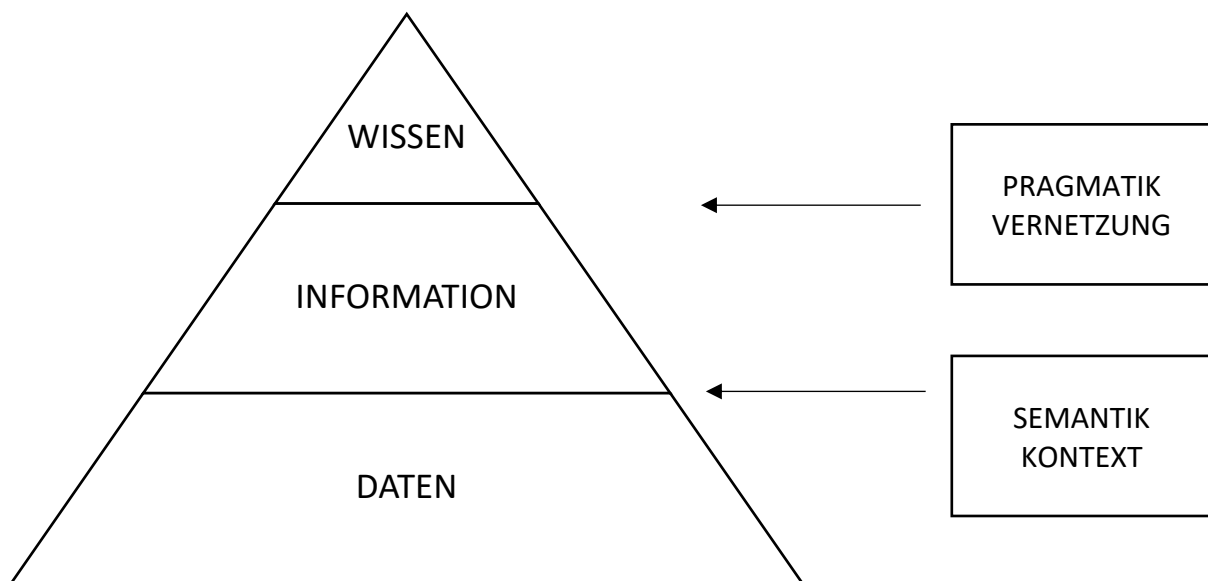 WISSEN
PRAGMATIK
VERNETZUNG
INFORMATION
SEMANTIK
KONTEXT
DATEN